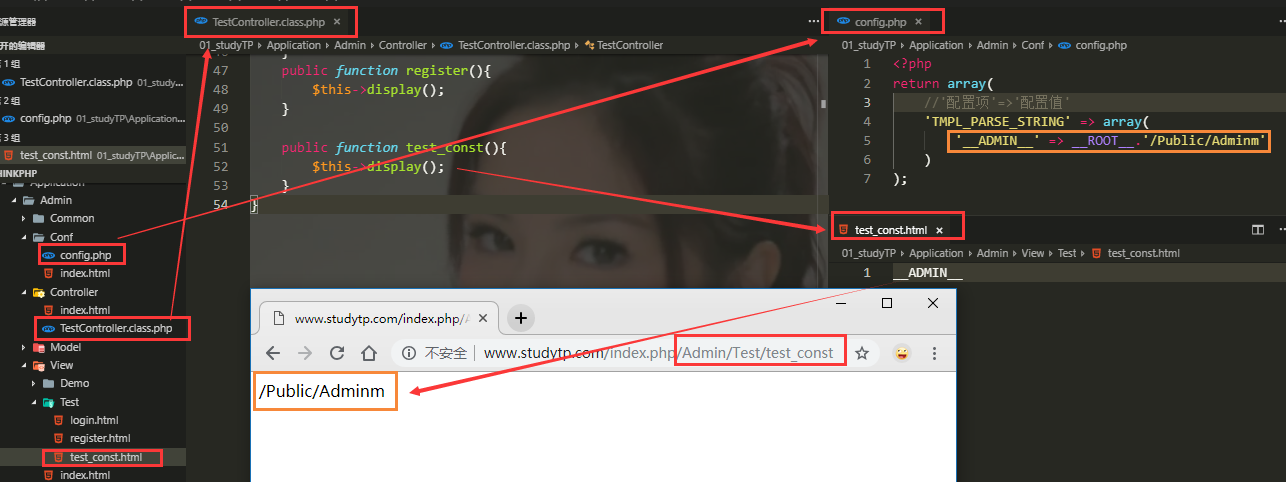 源管理器
开的编辑器
第 1 组
TestController.class.php 01_study...
第 2 组
config.php 01_studyTP\Application...
第 3 组
test_const.html 01_studyTP\Applic...
HINKPHP
Application
Admin
Common
Conf
config.php
index.html
Controller
index.html
TestController.class.php
Model
View
Demo
Test
login.html
register.html
test_const.html
index.html
TestController.class.php ×
01_studyTP › Application › Admin › Controller › TestController.class.php › TestController
47 public function register(){
48 $this->display();
49 }
50
51 public function test_Const(){
52 $this->display();
53 }
54 }
config.php ×
01_studyTP › Application › Admin › Conf › config.php
1 <?php
2 return array(
3 //'配置项'=>'配置值'
4 'TMPL_PARSE_STRING' => array(
5 '__ADMIN__' => __ROOT__.'/Public/Adminm'
6 )
7 );
test_const.html ×
01_studyTP › Application › Admin › View › Test › test_const.html
1 __ADMIN__
www.studytp.com/index.php/A
不安全 | www.studytp.com/index.php/Admin/Test/test_const
/Public/Adminm